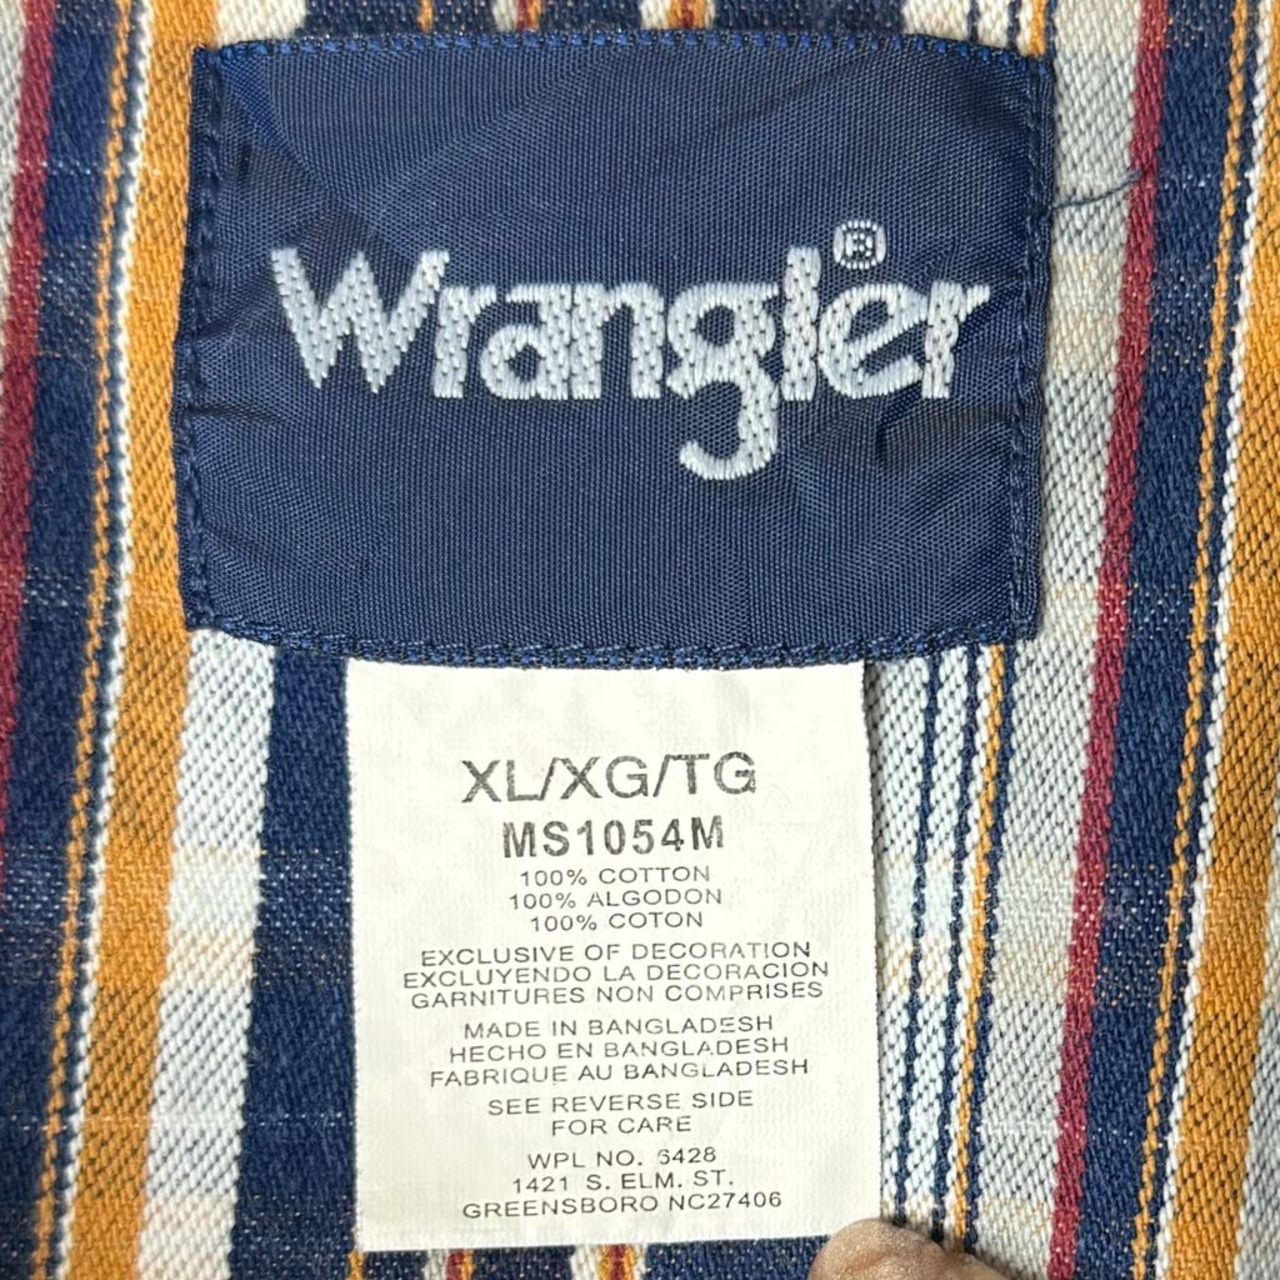 Wrangler®
XL/XG/TG
MS1054M
100% COTTON
100% ALGODON
100% COTON
EXCLUSIVE OF DECORATION
EXCLUYENDO LA DECORACION
GARNITURES NON COMPRISES
MADE IN BANGLADESH
HECHO EN BANGLADESH
FABRIQUE AU BANGLADESH
SEE REVERSE SIDE
FOR CARE
WPL NO. 6428
1421 S. ELM. ST.
GREENSBORO NC27406